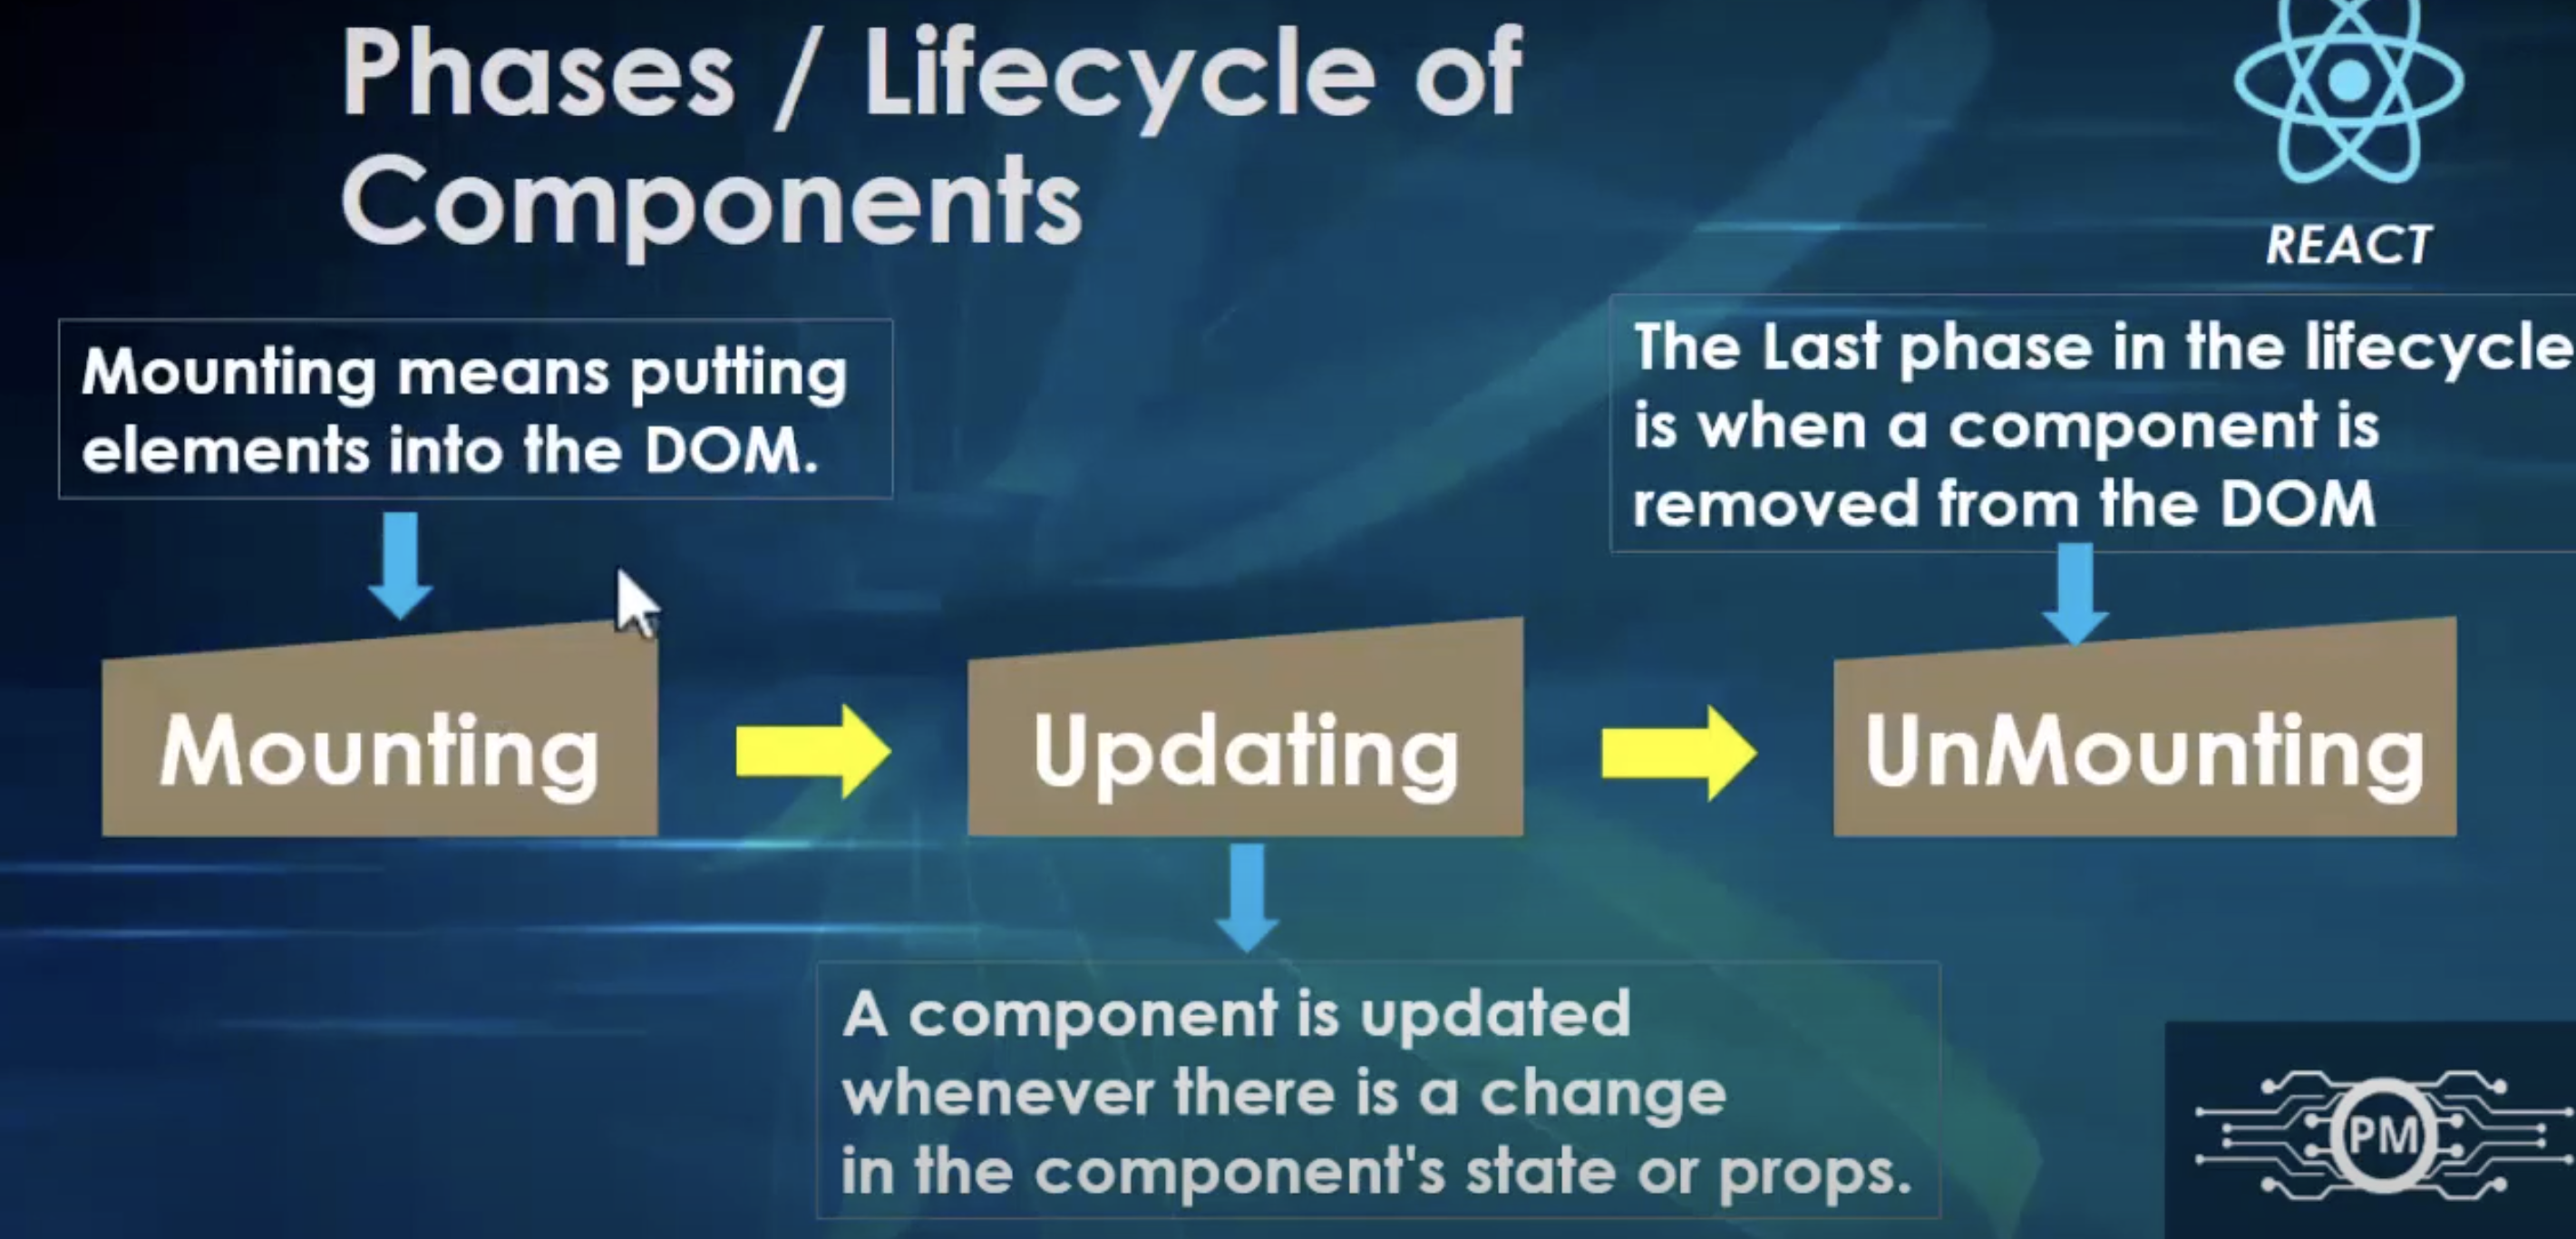 Phases / Lifecycle of
Components
REACT
Mounting means putting
elements into the DOM.
The Last phase in the lifecycle
is when a component is
removed from the DOM
Mounting
Updating
UnMounting
A component is updated
whenever there is a change
in the component's state or props.
PM